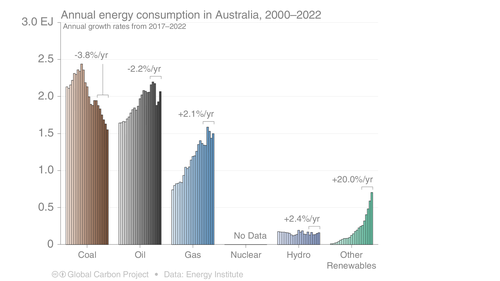 Annual energy consumption in Australia, 2000–2022
Annual growth rates from 2017–2022
3.0 EJ
2.5
2.0
1.5
1.0
0.5
0
-3.8%/yr
-2.2%/yr
+2.1%/yr
No Data
+2.4%/yr
+20.0%/yr
Coal
Oil
Gas
Nuclear
Hydro
Other
Renewables
Global Carbon Project • Data: Energy Institute